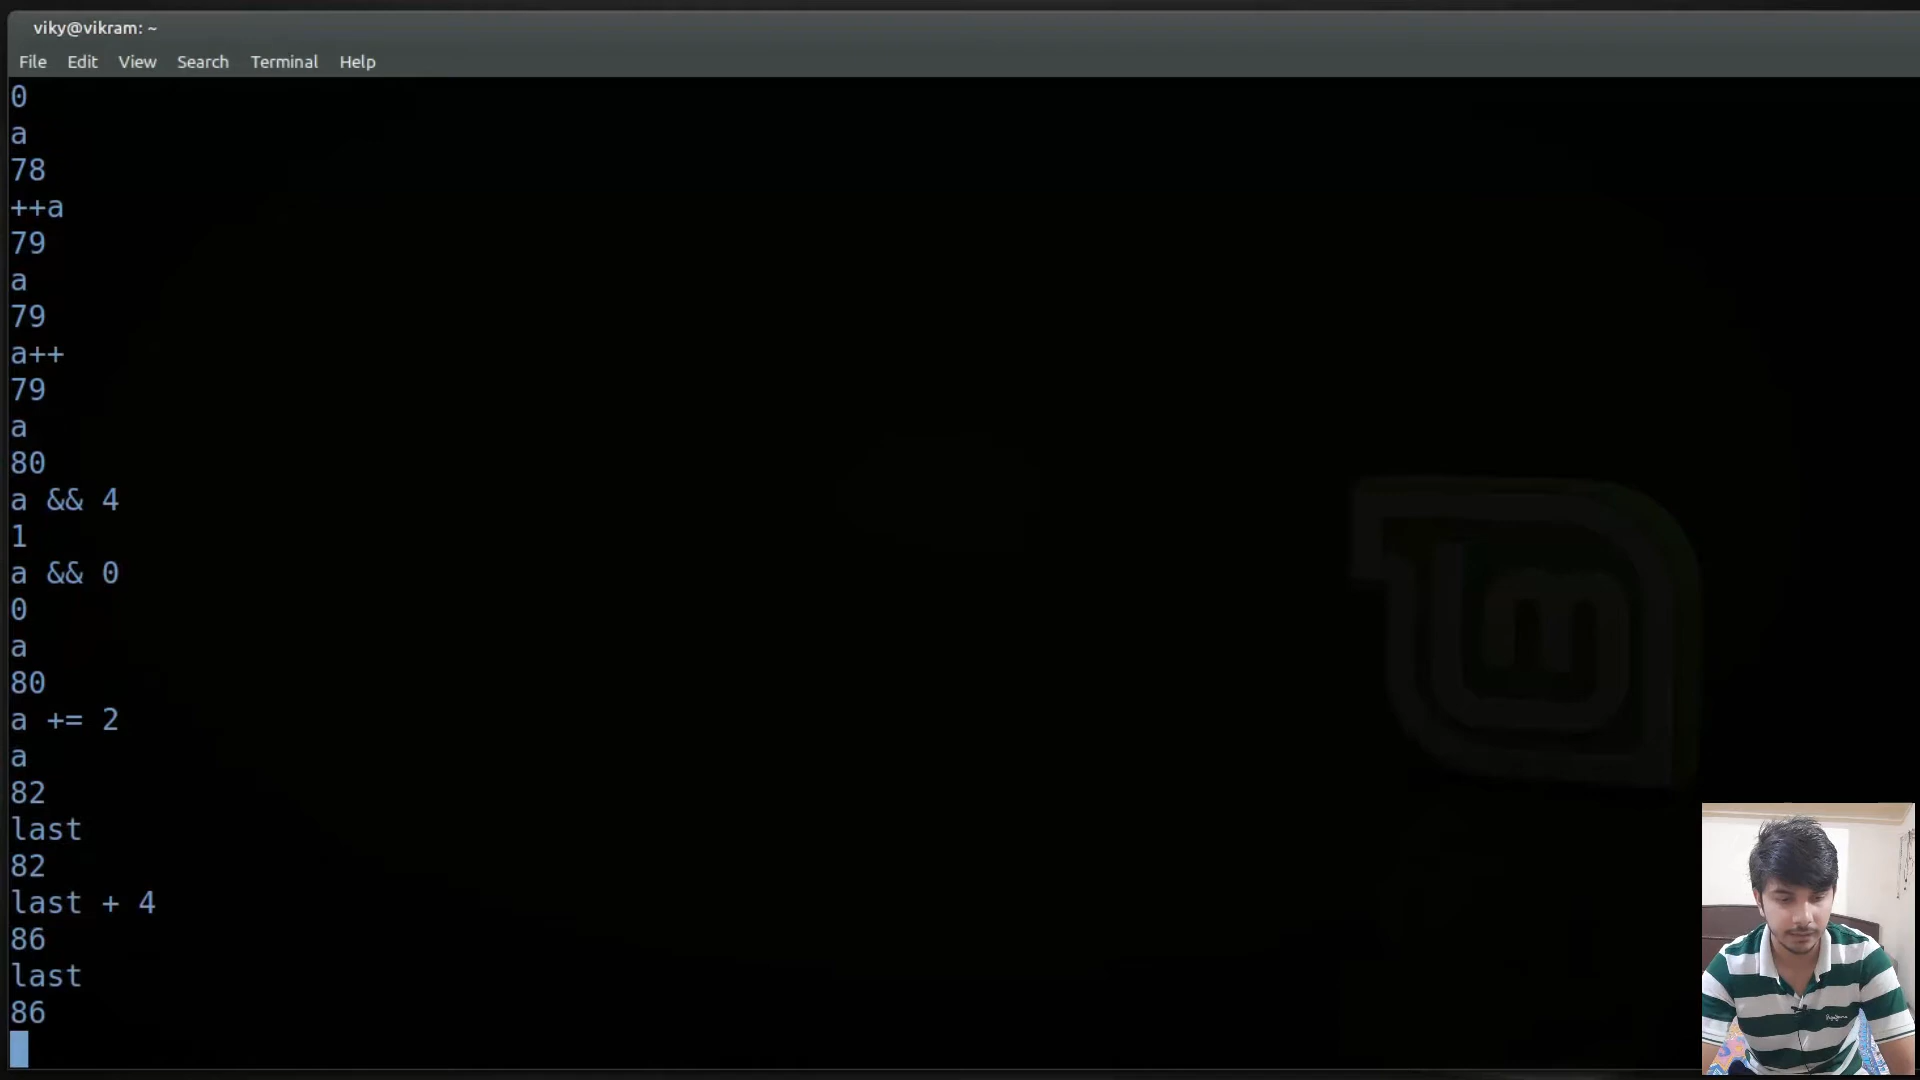 viky@vikram: ~
File Edit View Search Terminal Help
0
a
78
++a
79
a
79
a++
79
a
80
a && 4
1
a && 0
0
a
80
a += 2
a
82
last
82
last + 4
86
last
86